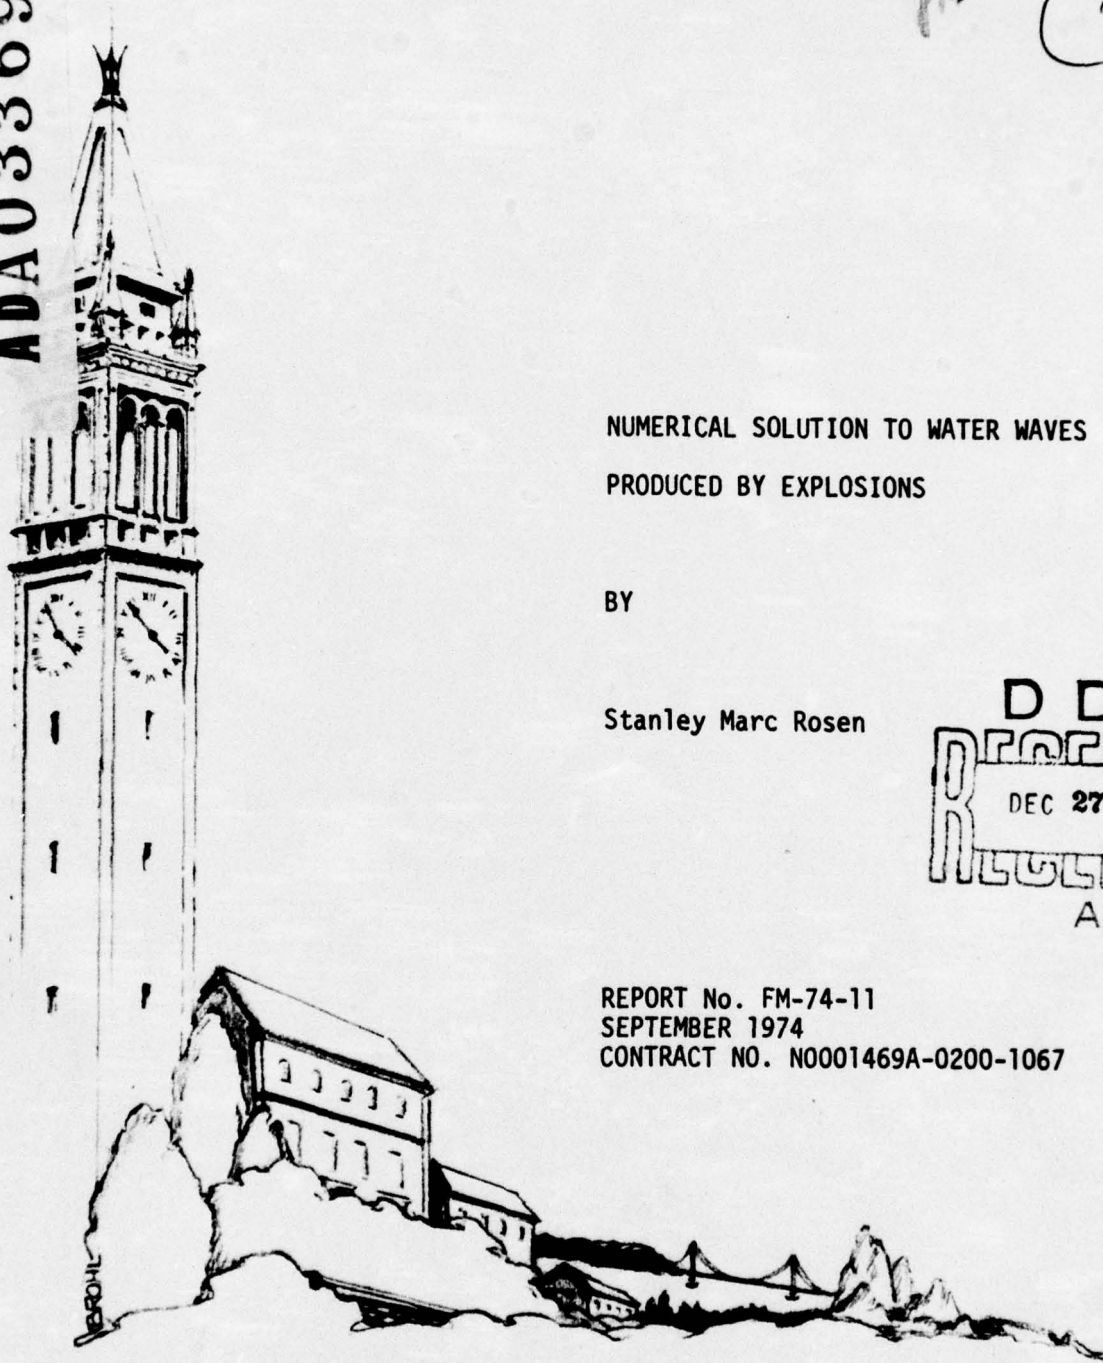 ADA03369
NUMERICAL SOLUTION TO WATER WAVES
PRODUCED BY EXPLOSIONS
BY
Stanley Marc Rosen
D D
DEC 27
A
REPORT No. FM-74-11
SEPTEMBER 1974
CONTRACT NO. N0001469A-0200-1067